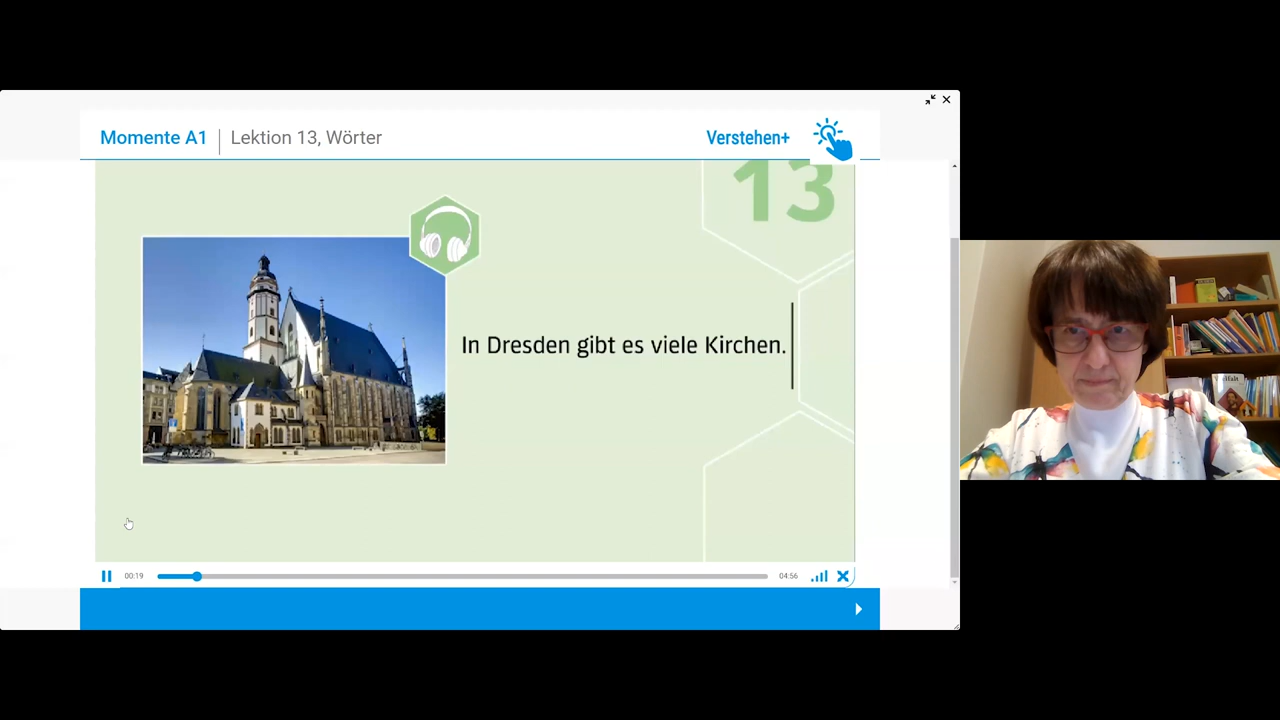 Momente A1 | Lektion 13, Wörter
Verstehen+
13
In Dresden gibt es viele Kirchen.
00:19
04:56